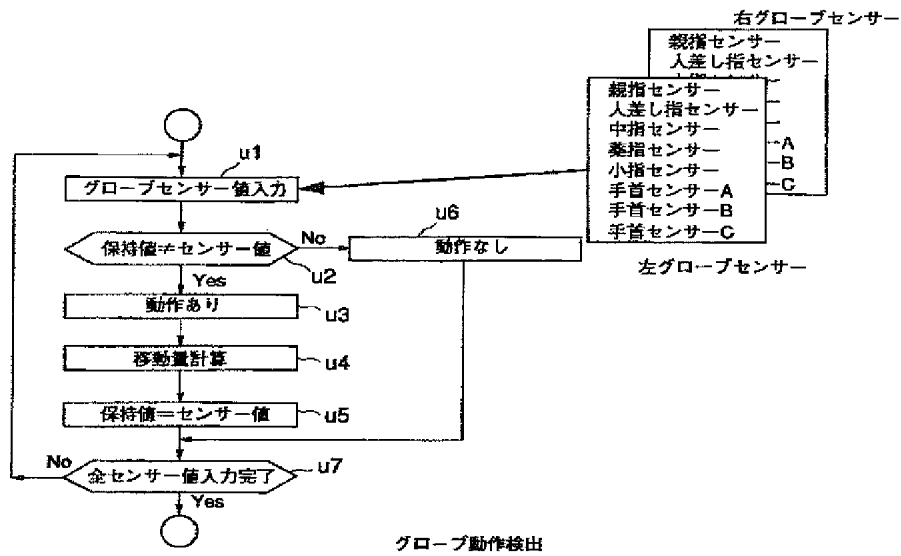 右グローブセンサー
親指センサー
人差し指センサー
A
B
C
親指センサー
人差し指センサー
中指センサー
薬指センサー
小指センサー
手首センサーA
手首センサーB
手首センサーC
左グローブセンサー
u1
グローブセンサー値入力
保持値≠センサー値
u2
No
u6
動作なし
Yes
動作あり
u3
移動量計算
u4
保持値＝センサー値
u5
No
全センサー値入力完了
u7
Yes
グローブ動作検出